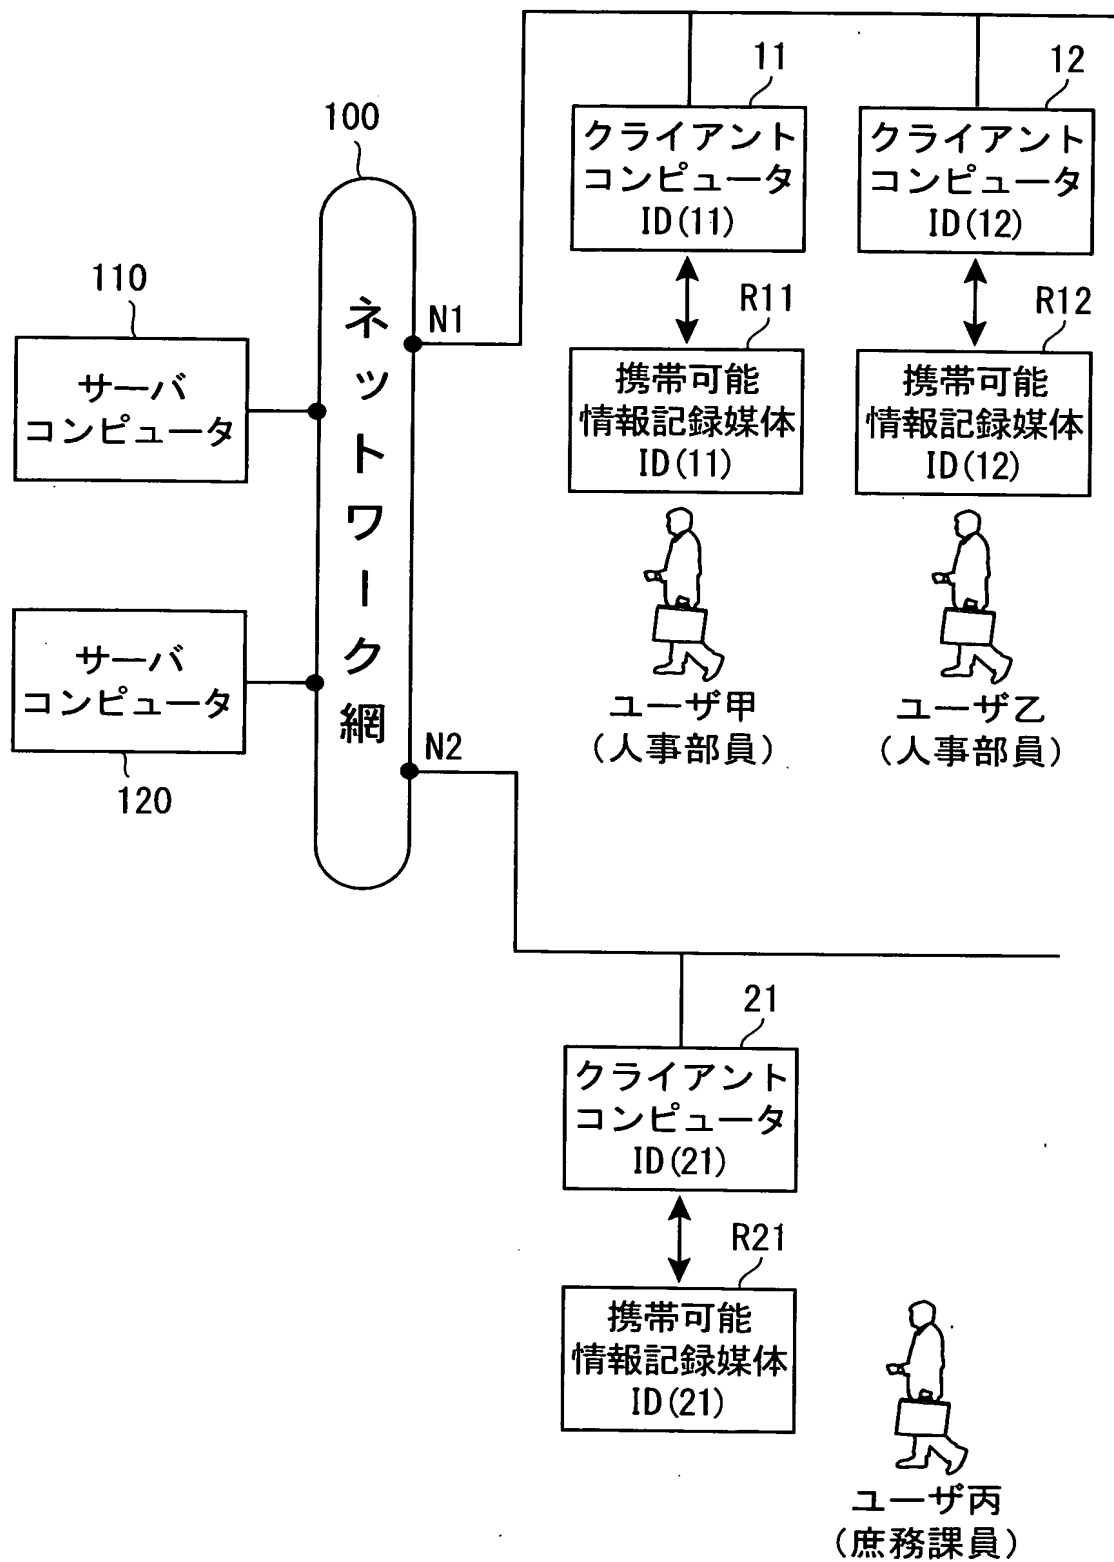 11
12
クライアント
コンピュータ
ID(11)
クライアント
コンピュータ
ID(12)
100
110
サーバ
コンピュータ
ネットワーク網
N1
R11
R12
携帯可能
情報記録媒体
ID(11)
携帯可能
情報記録媒体
ID(12)
サーバ
コンピュータ
120
ユーザ甲
(人事部員)
ユーザ乙
(人事部員)
N2
21
クライアント
コンピュータ
ID(21)
R21
携帯可能
情報記録媒体
ID(21)
ユーザ丙
(庶務課員)